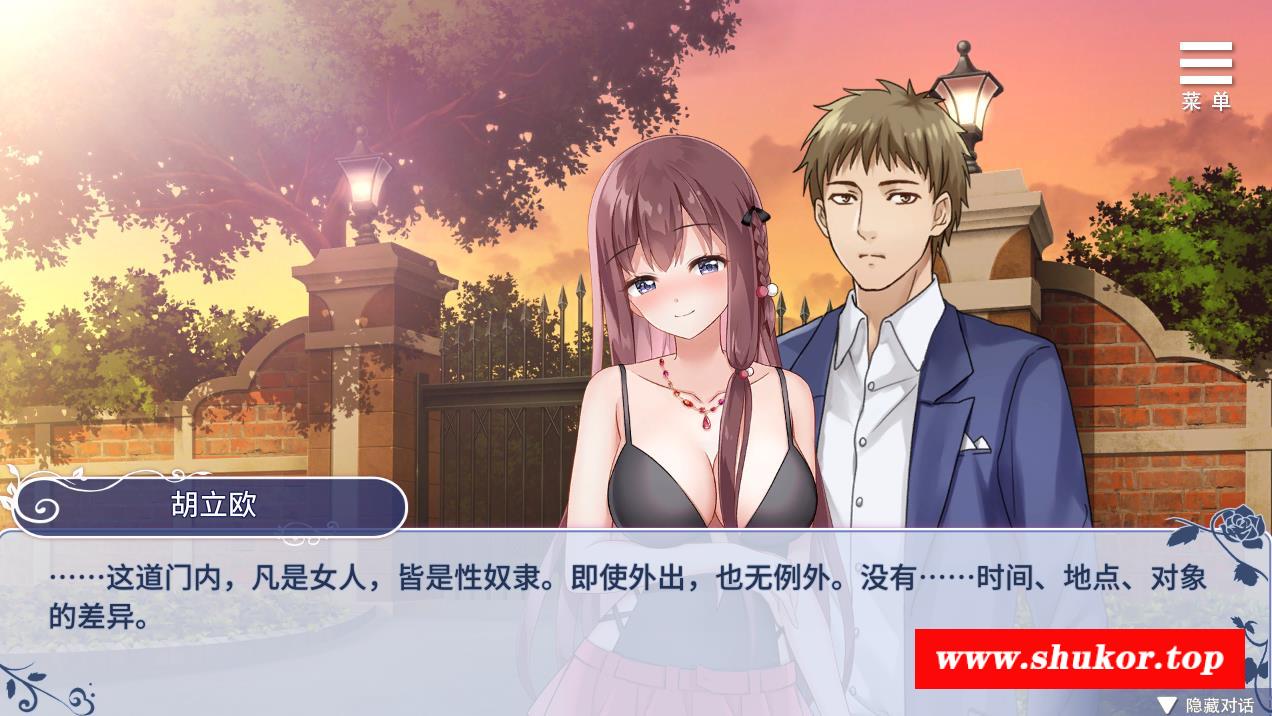 菜单
胡立欧
……这道门内，凡是女人，皆是性奴隶。即使外出，也无例外。没有……时间、地点、对象
的差异。
www.shukor.top
隐藏对话